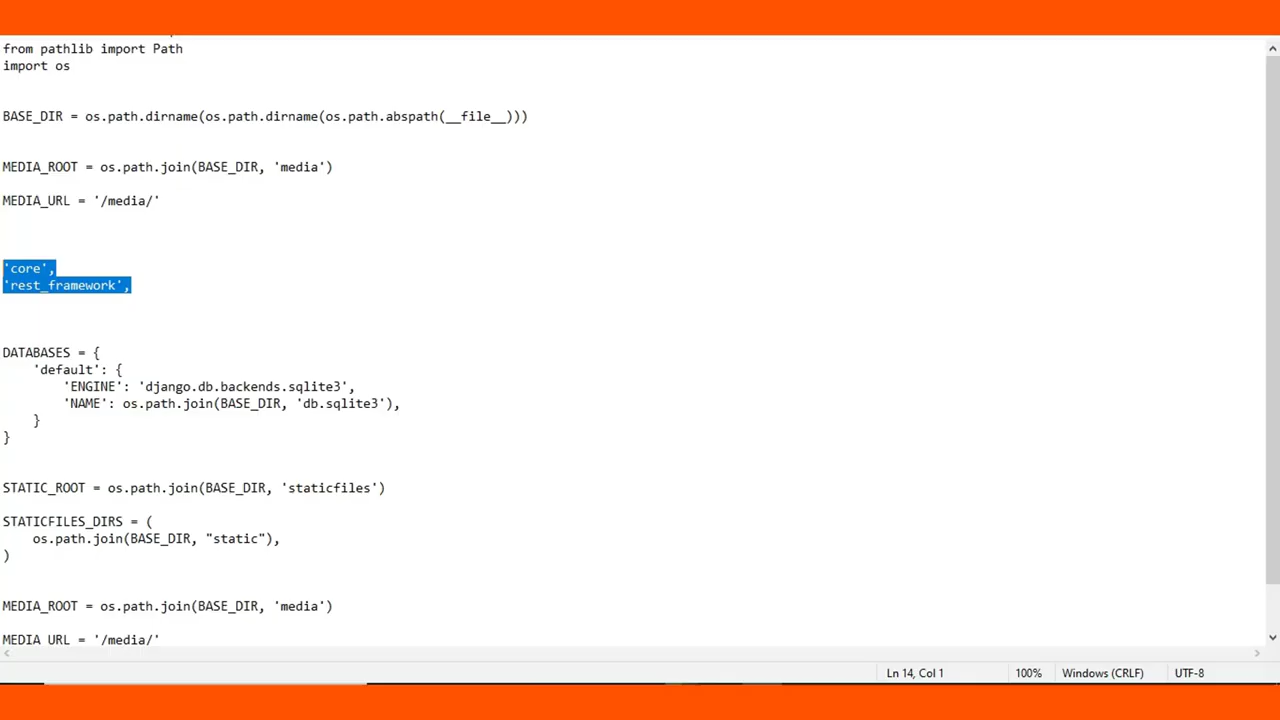 from pathlib import Path
import os
BASE_DIR = os.path.dirname(os.path.dirname(os.path.abspath(__file__)))
MEDIA_ROOT = os.path.join(BASE_DIR, 'media')
MEDIA_URL = '/media/'
'core',
'rest_framework',
DATABASES = {
    'default': {
        'ENGINE': 'django.db.backends.sqlite3',
        'NAME': os.path.join(BASE_DIR, 'db.sqlite3'),
    }
}
STATIC_ROOT = os.path.join(BASE_DIR, 'staticfiles')
STATICFILES_DIRS = (
    os.path.join(BASE_DIR, "static"),
)
MEDIA_ROOT = os.path.join(BASE_DIR, 'media')
MEDIA_URL = '/media/'
Ln 14, Col 1 100% Windows (CRLF) UTF-8